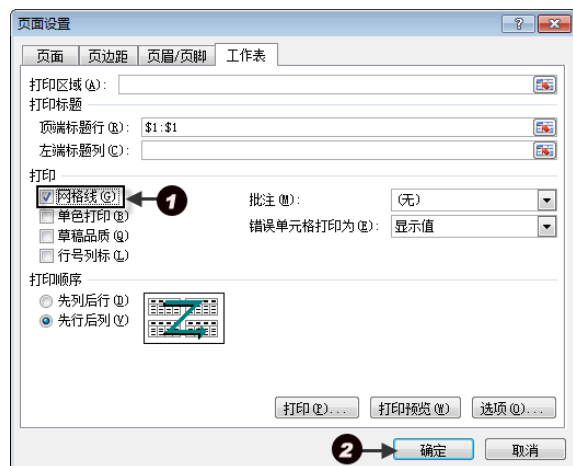 页面设置
页面 页边距 页眉/页脚 工作表
打印区域(A):
打印标题
顶端标题行(R): $1:$1
左端标题列(C):
打印
网格线(G) 1 批注(M): (无)
单色打印(B) 错误单元格打印为(E): 显示值
草稿品质(Q)
行号列标(L)
打印顺序
先列后行(D)
先行后列(V)
打印(P)... 打印预览(W) 选项(O)...
2 确定 取消